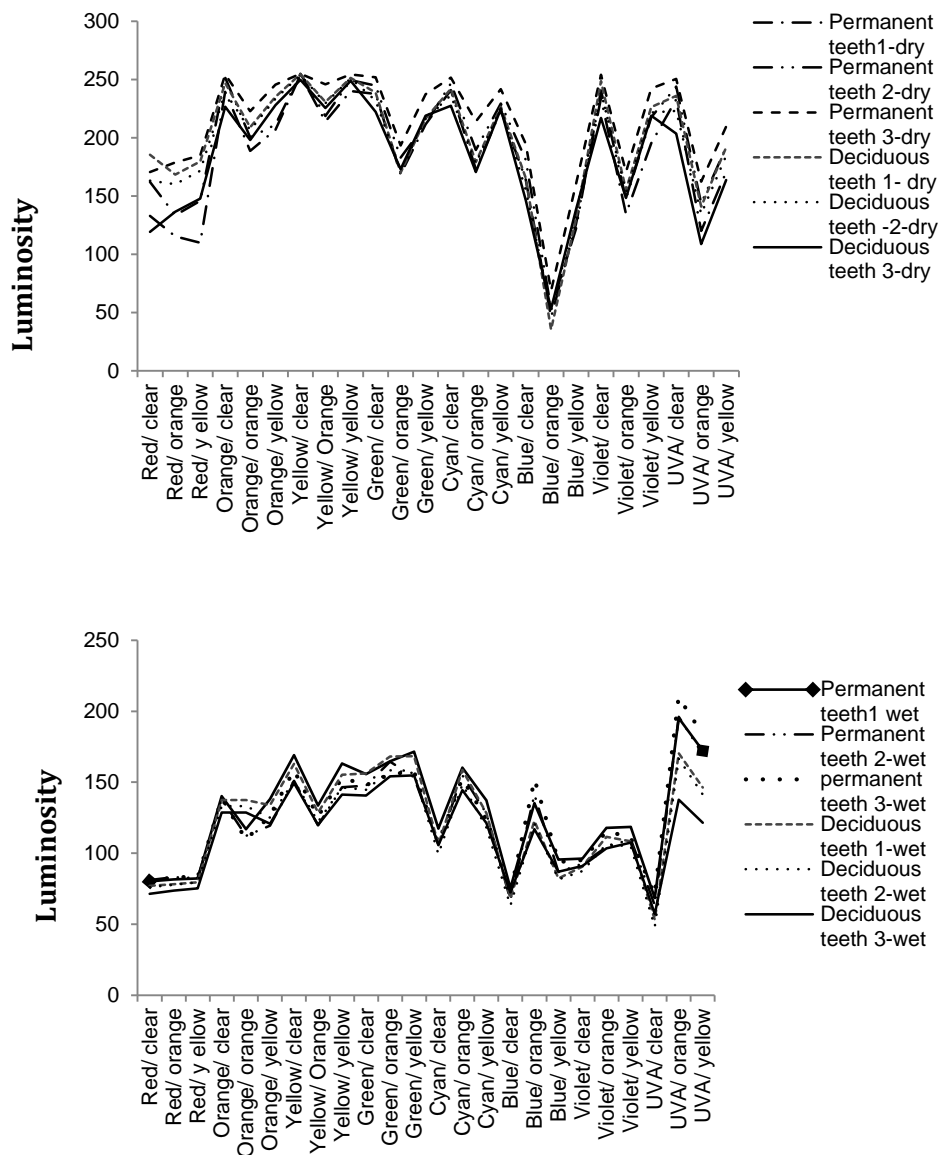 Luminosity
300
250
200
150
100
50
0
Red/ clear
Red/ orange
Red/ y ellow
Orange/ clear
Orange/ orange
Orange/ yellow
Yellow/ clear
Yellow/ Orange
Yellow/ yellow
Green/ clear
Green/ orange
Green/ yellow
Cyan/ clear
Cyan/ orange
Cyan/ yellow
Blue/ clear
Blue/ orange
Blue/ yellow
Violet/ clear
Violet/ orange
Violet/ yellow
UVA/ clear
UVA/ orange
UVA/ yellow
Permanent
teeth1-dry
Permanent
teeth 2-dry
Permanent
teeth 3-dry
Deciduous
teeth 1- dry
Deciduous
teeth -2-dry
Deciduous
teeth 3-dry
Luminosity
250
200
150
100
50
0
Red/ clear
Red/ orange
Red/ y ellow
Orange/ clear
Orange/ orange
Orange/ yellow
Yellow/ clear
Yellow/ Orange
Yellow/ yellow
Green/ clear
Green/ orange
Green/ yellow
Cyan/ clear
Cyan/ orange
Cyan/ yellow
Blue/ clear
Blue/ orange
Blue/ yellow
Violet/ clear
Violet/ orange
Violet/ yellow
UVA/ clear
UVA/ orange
UVA/ yellow
Permanent
teeth1 wet
Permanent
teeth 2-wet
permanent
teeth 3-wet
Deciduous
teeth 1-wet
Deciduous
teeth 2-wet
Deciduous
teeth 3-wet